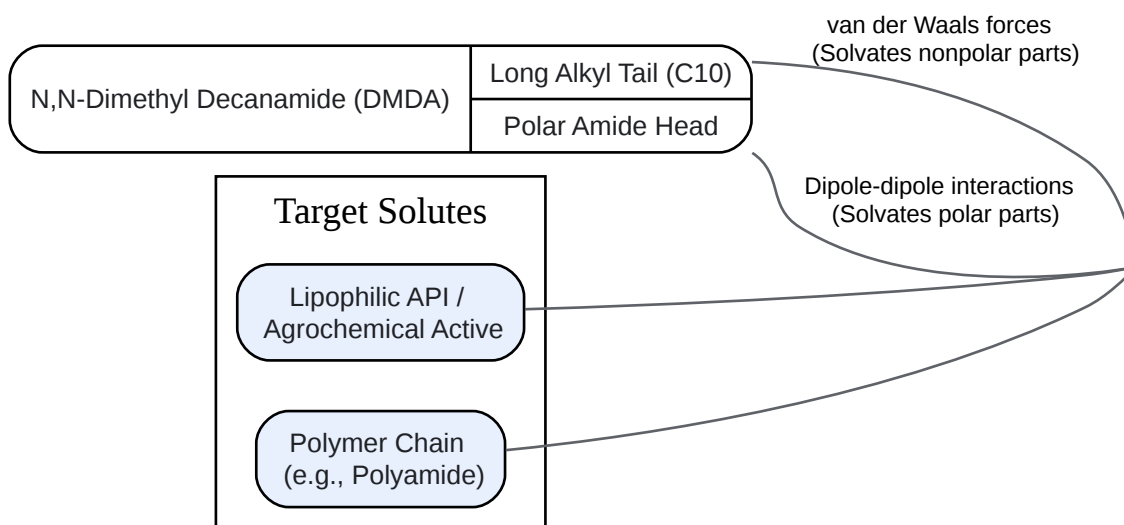 van der Waals forces
(Solvates nonpolar parts)
N,N-Dimethyl Decanamide (DMDA)
Long Alkyl Tail (C10)
Polar Amide Head
Dipole-dipole interactions
(Solvates polar parts)
Target Solutes
Lipophilic API /
Agrochemical Active
Polymer Chain
(e.g., Polyamide)